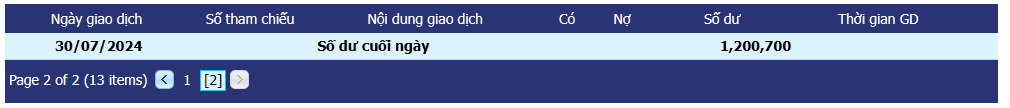 Ngày giao dịch Số tham chiếu Nội dung giao dịch Có Nợ Số dư Thời gian GD
30/07/2024 Số dư cuối ngày 1,200,700
Page 2 of 2 (13 items) < 1 [2] >